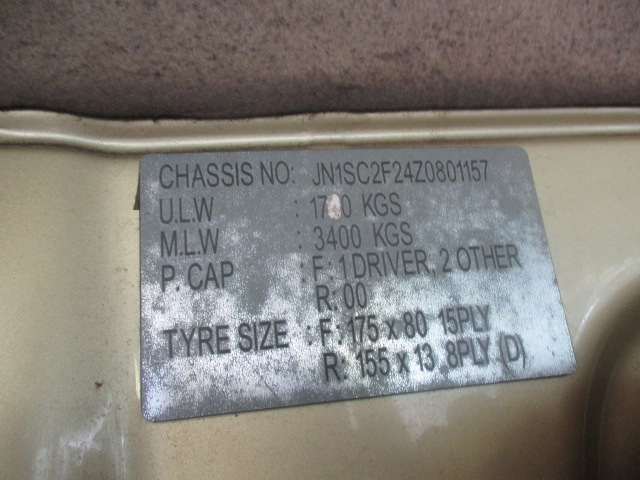 CHASSIS NO: JN1SC2F24Z0801157
U.L.W : KGS
M.L.W : 3400 KGS
P. CAP : F: 1 DRIVER, 2 OTHER
R: 00
TYRE SIZE : F: 175 x 80 15PLY
R: 155 x 13 8PLY (D)